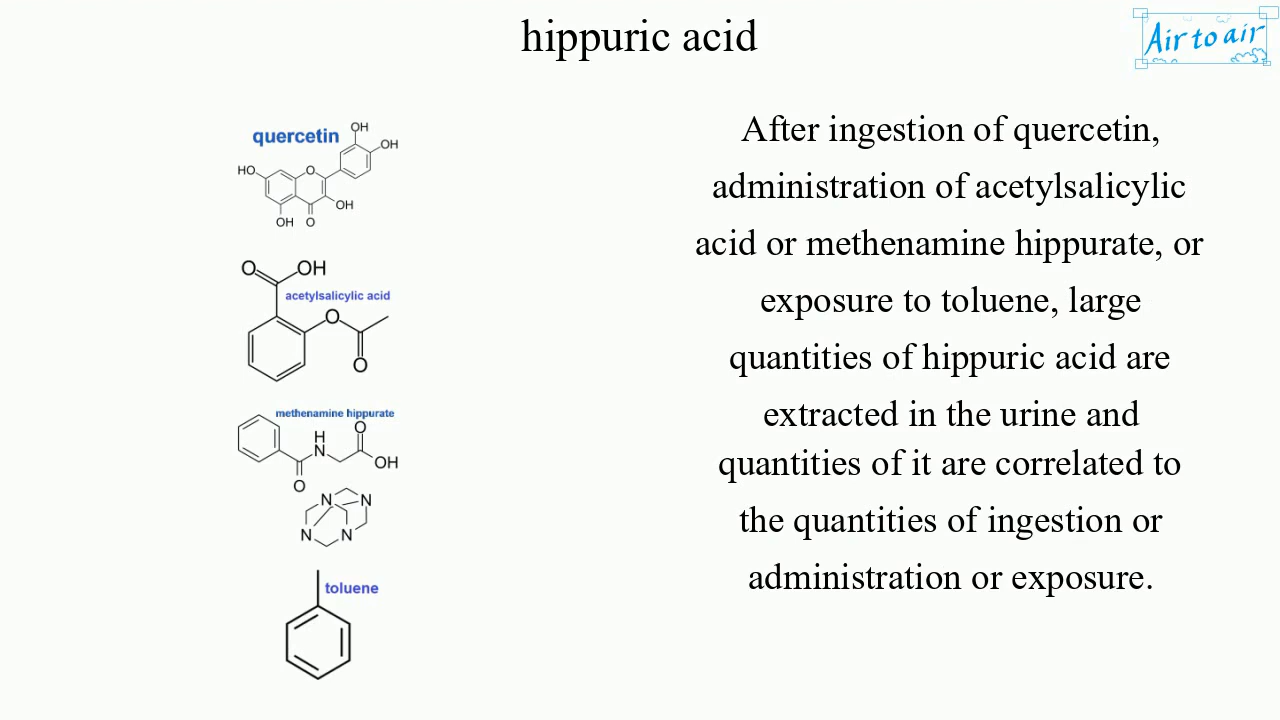 hippuric acid
Air to air
quercetin
OH
OH
HO
O
OH
OH
O
After ingestion of quercetin,
administration of acetylsalicylic
acid or methenamine hippurate, or
exposure to toluene, large
quantities of hippuric acid are
extracted in the urine and
quantities of it are correlated to
the quantities of ingestion or
administration or exposure.
O
OH
acetylsalicylic acid
O
O
methenamine hippurate
O
H
N
OH
O
N
N
N
N
toluene